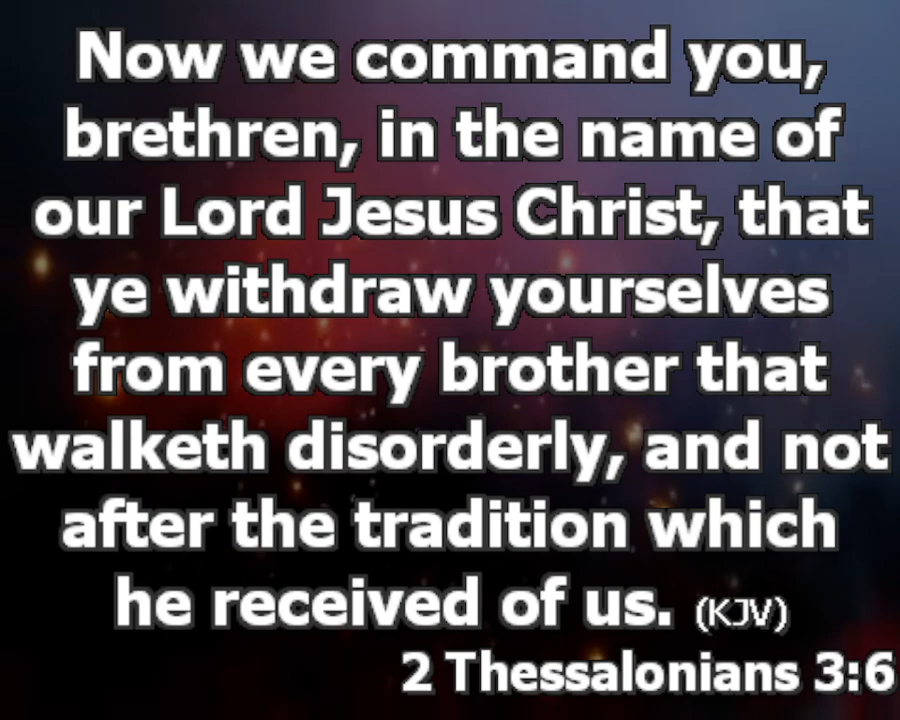 Now we command you,
brethren, in the name of
our Lord Jesus Christ, that
ye withdraw yourselves
from every brother that
walketh disorderly, and not
after the tradition which
he received of us. (KJV)
2 Thessalonians 3:6